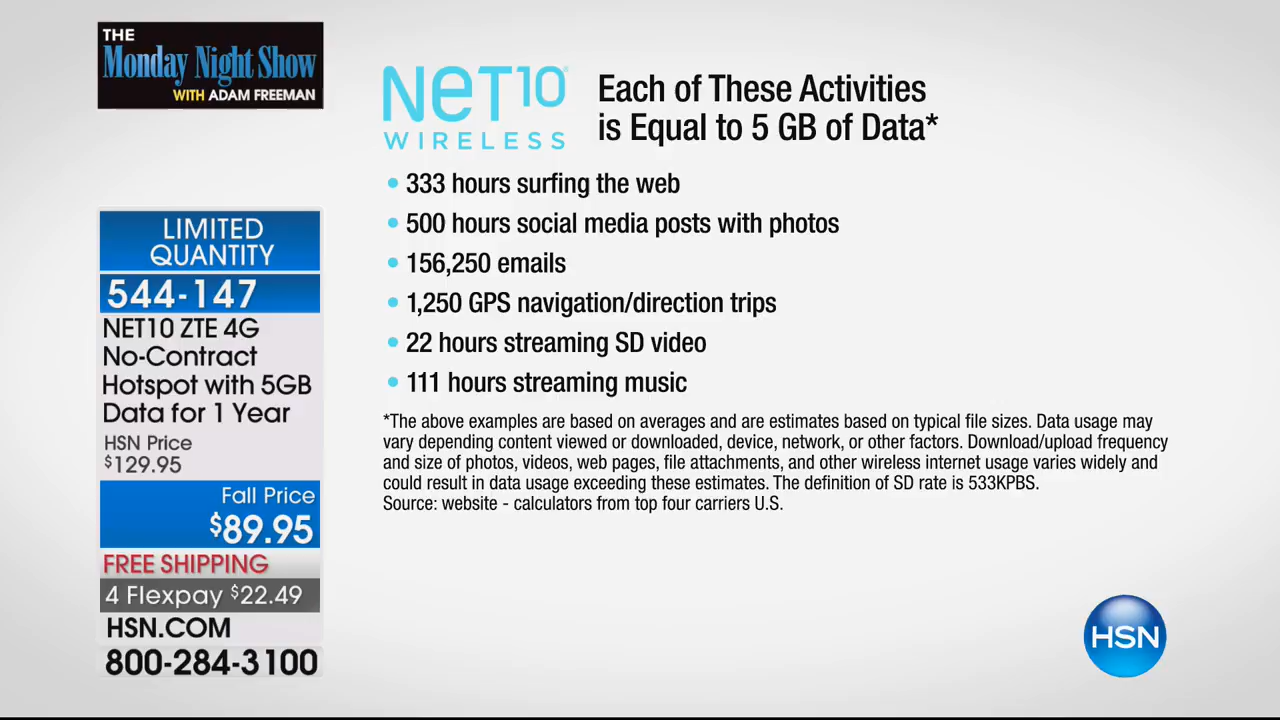 THE
Monday Night Show
WITH ADAM FREEMAN
NET10®
WIRELESS
Each of These Activities
is Equal to 5 GB of Data*
• 333 hours surfing the web
• 500 hours social media posts with photos
• 156,250 emails
• 1,250 GPS navigation/direction trips
• 22 hours streaming SD video
• 111 hours streaming music
*The above examples are based on averages and are estimates based on typical file sizes. Data usage may
vary depending content viewed or downloaded, device, network, or other factors. Download/upload frequency
and size of photos, videos, web pages, file attachments, and other wireless internet usage varies widely and
could result in data usage exceeding these estimates. The definition of SD rate is 533KPBS.
Source: website - calculators from top four carriers U.S.
LIMITED
QUANTITY
544-147
NET10 ZTE 4G
No-Contract
Hotspot with 5GB
Data for 1 Year
HSN Price
$129.95
Fall Price
$89.95
FREE SHIPPING
4 Flexpay $22.49
HSN.COM
800-284-3100
HSN